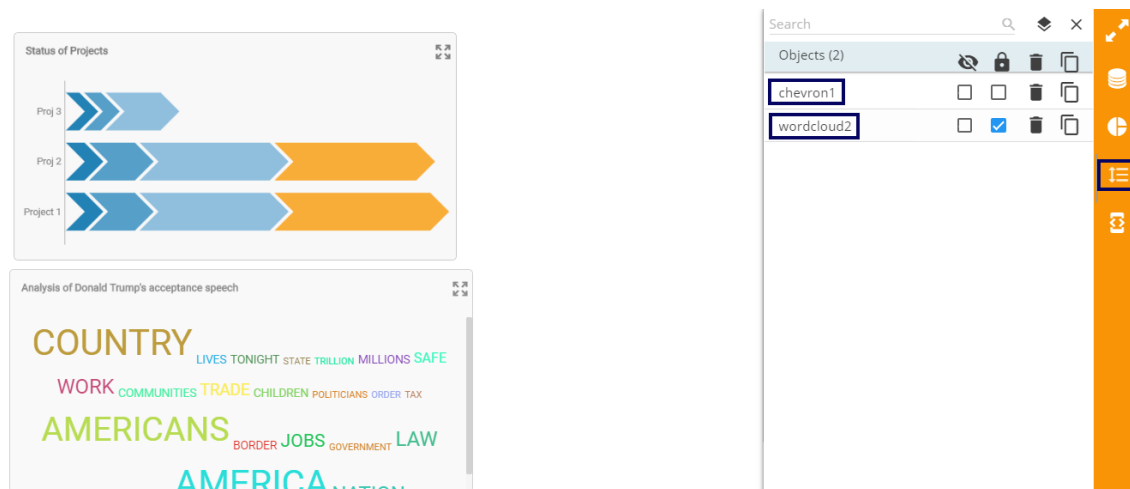 Status of Projects
Proj 3
Proj 2
Project 1
Analysis of Donald Trump's acceptance speech
COUNTRY LIVES TONIGHT STATE TRILLION MILLIONS SAFE
WORK COMMUNITIES TRADE CHILDREN POLITICIANS ORDER TAX
AMERICANS BORDER JOBS GOVERNMENT LAW
AMERICA NATION
Search
Objects (2)
chevron1
wordcloud2